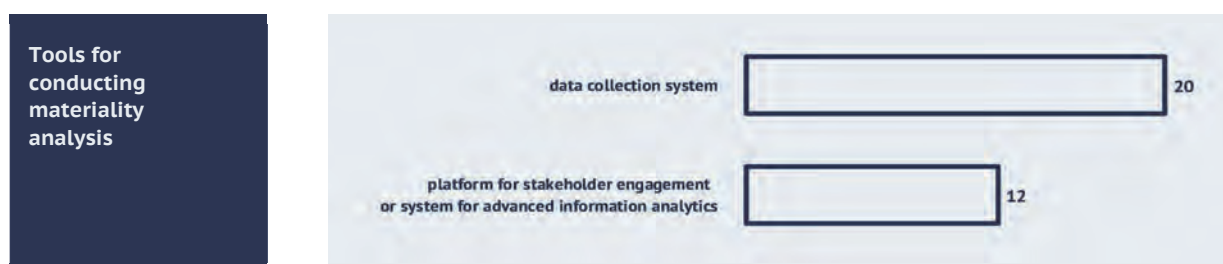 Tools for
conducting
materiality
analysis
data collection system
20
platform for stakeholder engagement
or system for advanced information analytics
12